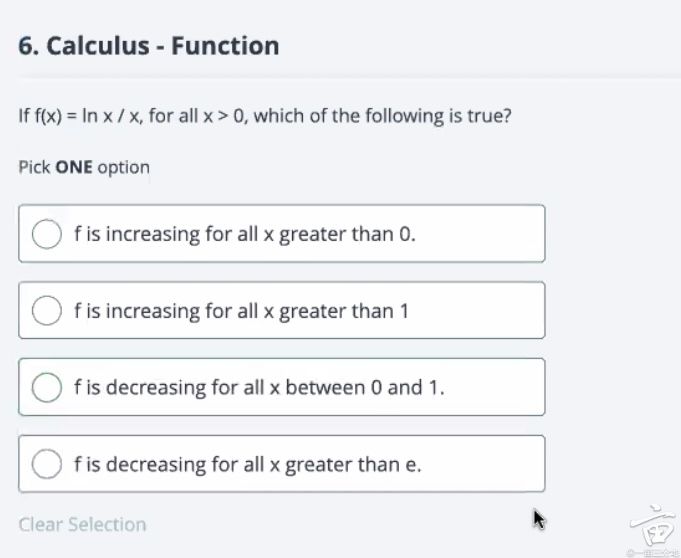 6. Calculus - Function
If f(x) = ln x / x, for all x > 0, which of the following is true?
Pick ONE option
f is increasing for all x greater than 0.
f is increasing for all x greater than 1
f is decreasing for all x between 0 and 1.
f is decreasing for all x greater than e.
Clear Selection